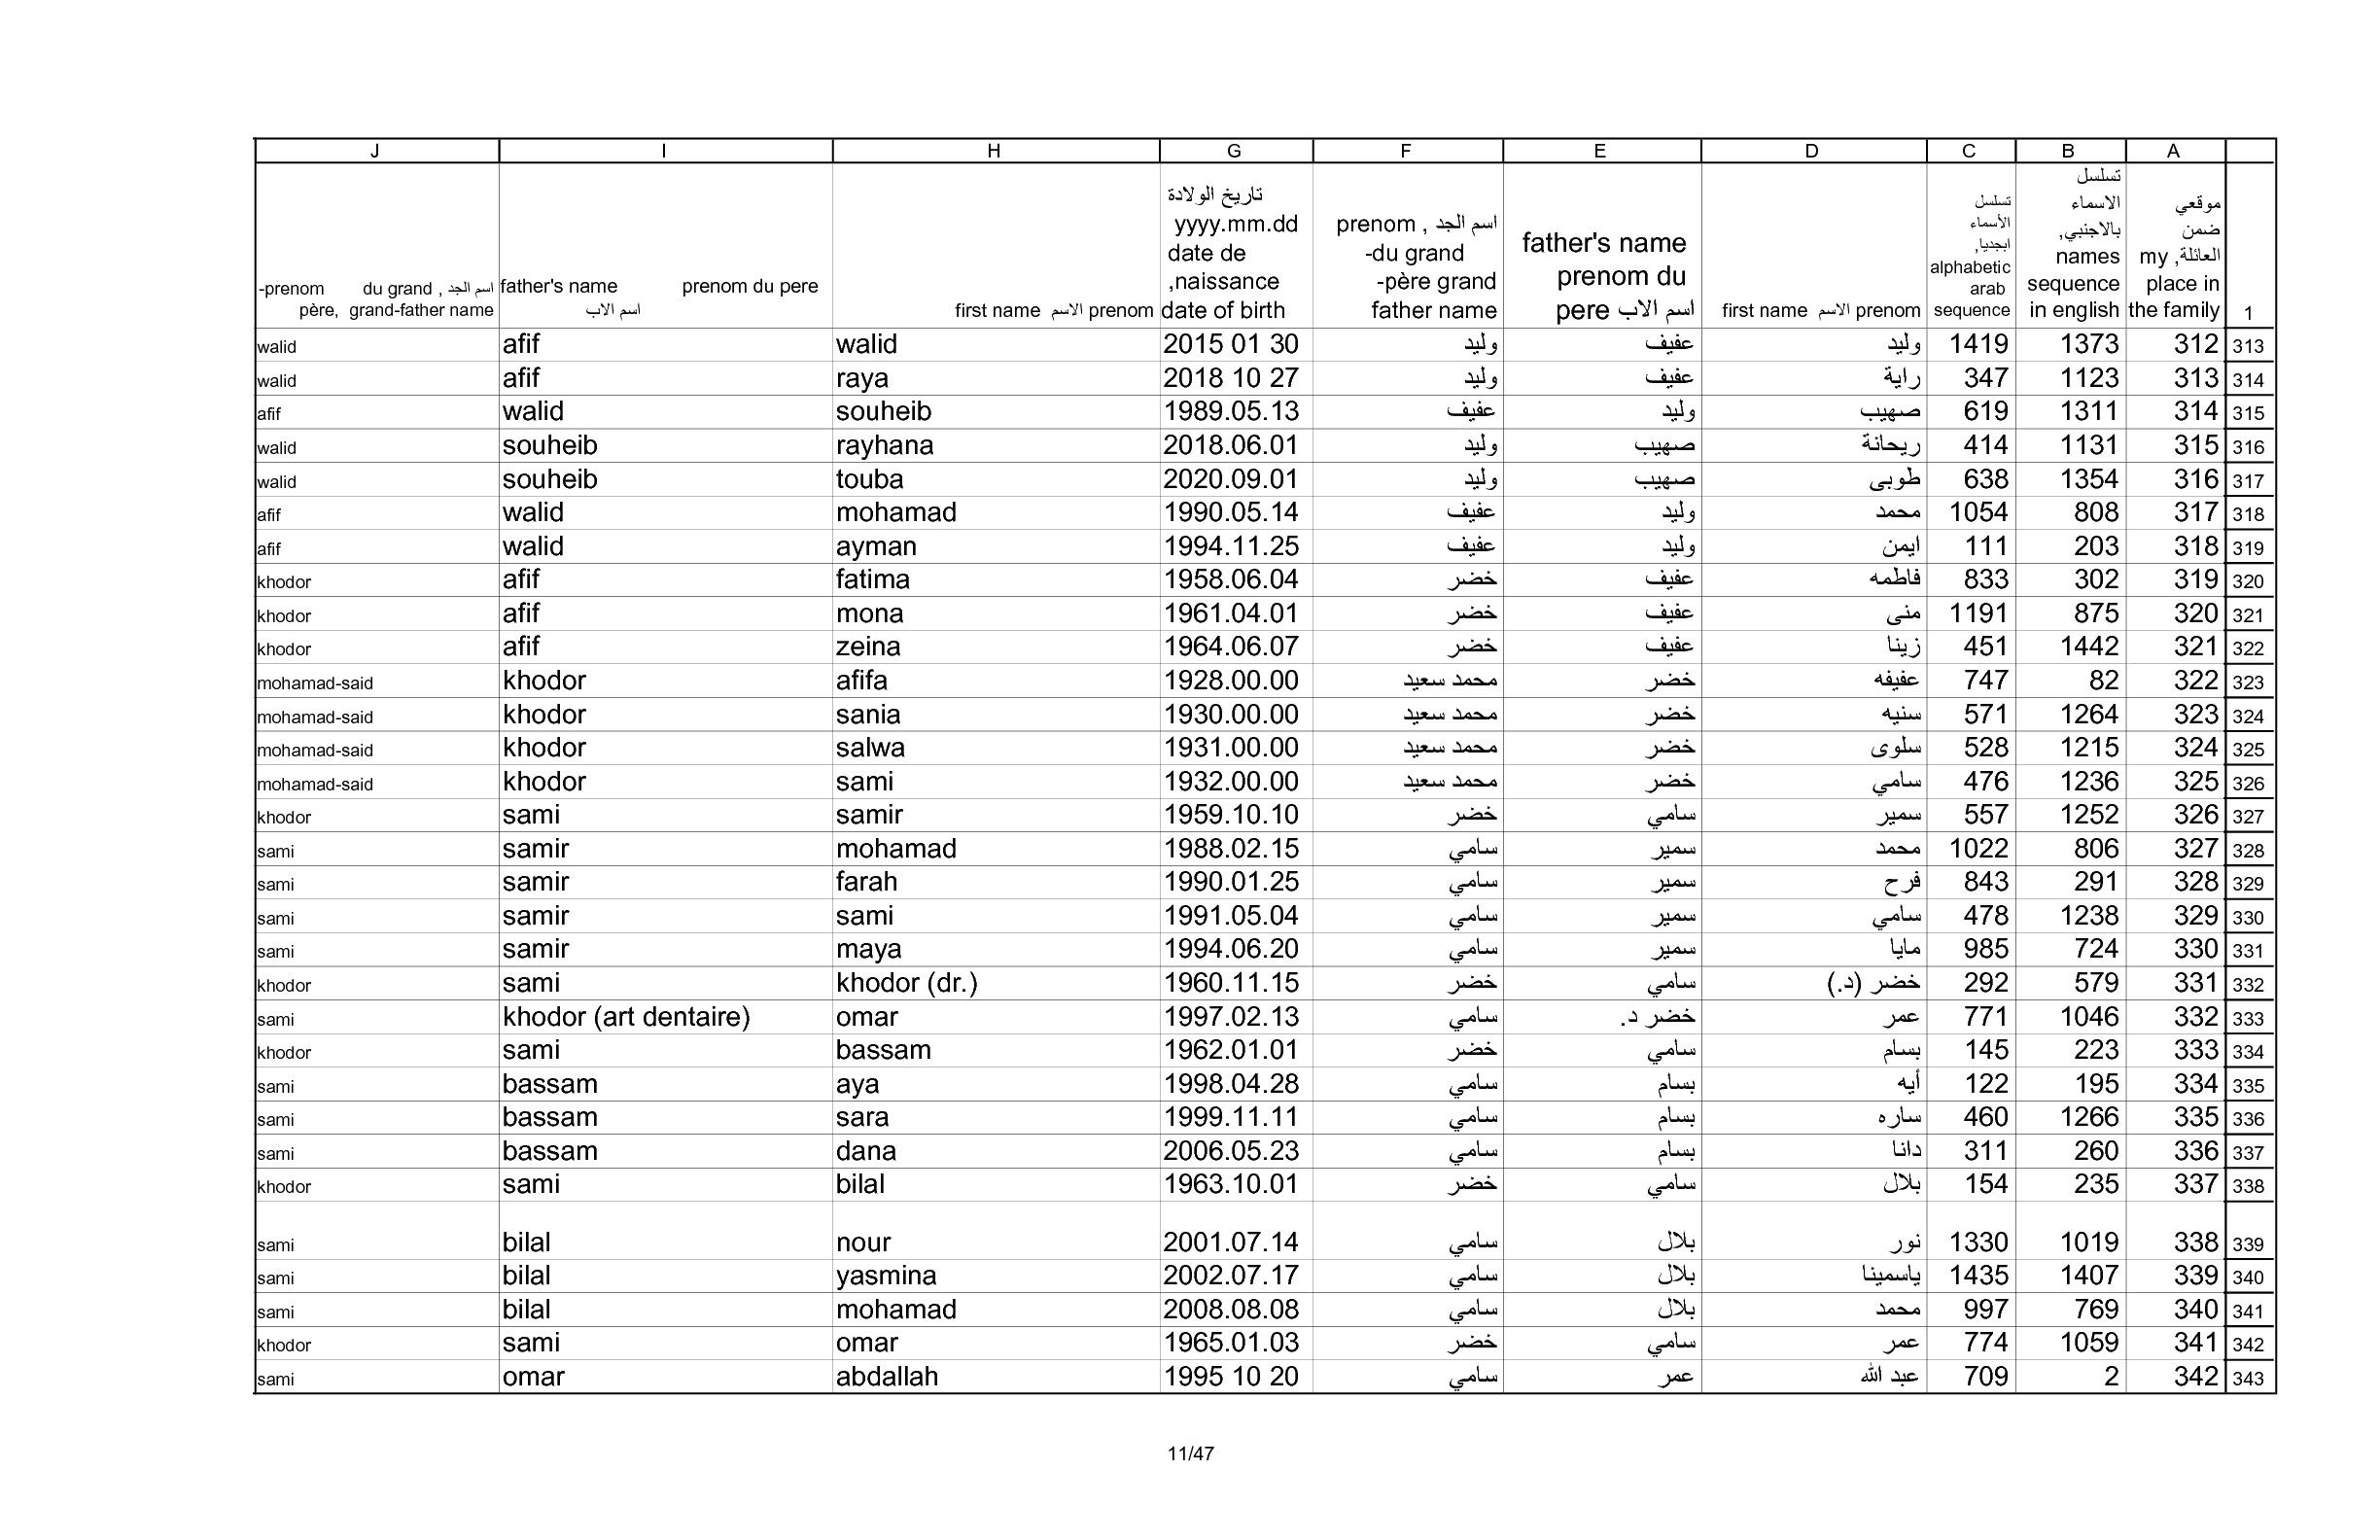 J I H G F E D C B A
-prenom du grand , اسم الجد père, grand-father name | father's name prenom du pere اسم الاب | first name الاسم prenom | تاريخ الولادة yyyy.mm.dd date de naissance, date of birth | prenom , اسم الجد -du grand -père grand father name | father's name prenom du pere اسم الاب | first name الاسم prenom | تسلسل الأسماء ابجديا, alphabetic arab sequence | تسلسل الاسماء بالاجنبي, names sequence in english | موقعي ضمن العائلة, my place in the family | 1
walid afif walid 2015 01 30 وليد عفيف وليد 1419 1373 312 313
walid afif raya 2018 10 27 وليد عفيف راية 347 1123 313 314
afif walid souheib 1989.05.13 عفيف وليد صهيب 619 1311 314 315
walid souheib rayhana 2018.06.01 وليد صهيب ريحانة 414 1131 315 316
walid souheib touba 2020.09.01 وليد صهيب طوبى 638 1354 316 317
afif walid mohamad 1990.05.14 عفيف وليد محمد 1054 808 317 318
afif walid ayman 1994.11.25 عفيف وليد ايمن 111 203 318 319
khodor afif fatima 1958.06.04 خضر عفيف فاطمه 833 302 319 320
khodor afif mona 1961.04.01 خضر عفيف منى 1191 875 320 321
khodor afif zeina 1964.06.07 خضر عفيف زينا 451 1442 321 322
mohamad-said khodor afifa 1928.00.00 محمد سعيد خضر عفيفه 747 82 322 323
mohamad-said khodor sania 1930.00.00 محمد سعيد خضر سنيه 571 1264 323 324
mohamad-said khodor salwa 1931.00.00 محمد سعيد خضر سلوى 528 1215 324 325
mohamad-said khodor sami 1932.00.00 محمد سعيد خضر سامي 476 1236 325 326
khodor sami samir 1959.10.10 خضر سامي سمير 557 1252 326 327
sami samir mohamad 1988.02.15 سامي سمير محمد 1022 806 327 328
sami samir farah 1990.01.25 سامي سمير فرح 843 291 328 329
sami samir sami 1991.05.04 سامي سمير سامي 478 1238 329 330
sami samir maya 1994.06.20 سامي سمير مايا 985 724 330 331
khodor sami khodor (dr.) 1960.11.15 خضر سامي خضر (د.) 292 579 331 332
sami khodor (art dentaire) omar 1997.02.13 سامي خضر د. عمر 771 1046 332 333
khodor sami bassam 1962.01.01 خضر سامي بسام 145 223 333 334
sami bassam aya 1998.04.28 سامي بسام أيه 122 195 334 335
sami bassam sara 1999.11.11 سامي بسام ساره 460 1266 335 336
sami bassam dana 2006.05.23 سامي بسام دانا 311 260 336 337
khodor sami bilal 1963.10.01 خضر سامي بلال 154 235 337 338
sami bilal nour 2001.07.14 سامي بلال نور 1330 1019 338 339
sami bilal yasmina 2002.07.17 سامي بلال ياسمينا 1435 1407 339 340
sami bilal mohamad 2008.08.08 سامي بلال محمد 997 769 340 341
khodor sami omar 1965.01.03 خضر سامي عمر 774 1059 341 342
sami omar abdallah 1995 10 20 سامي عمر عبد الله 709 2 342 343
11/47